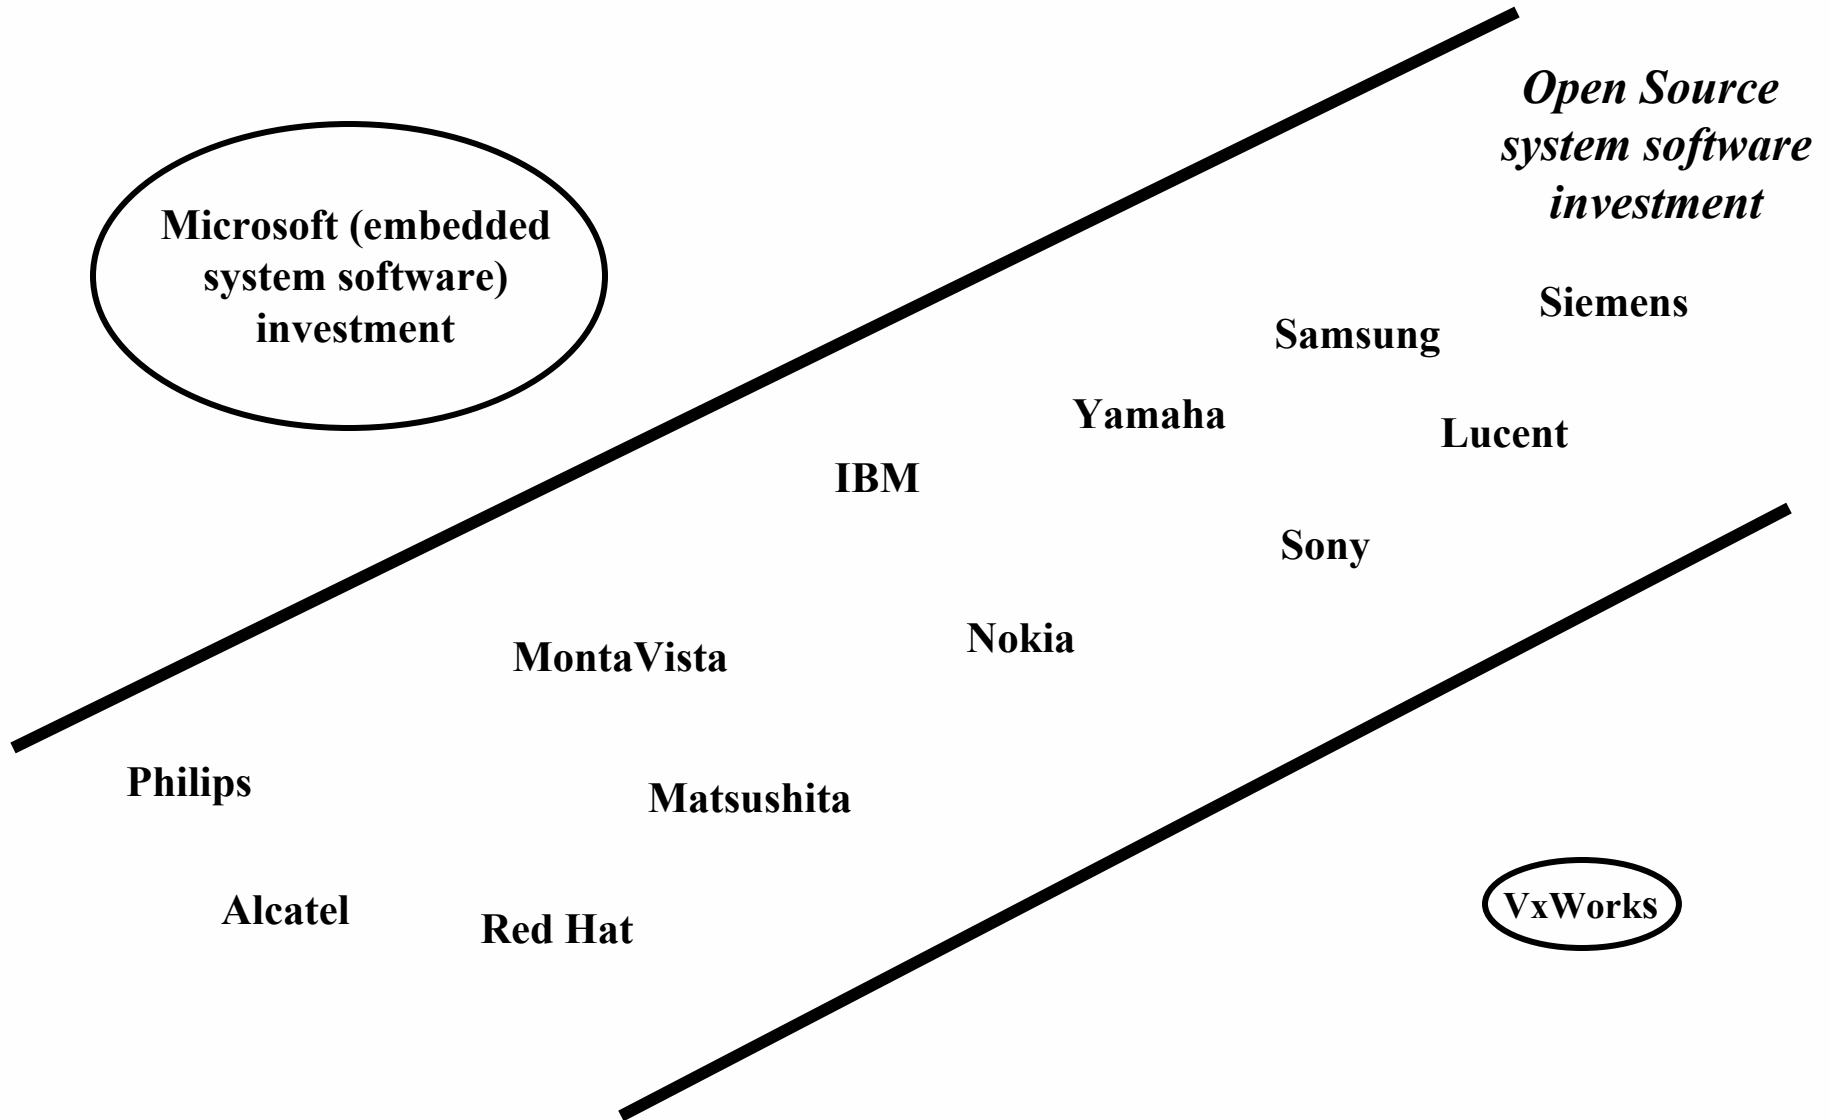 Open Source
system software
investment
Microsoft (embedded
system software)
investment
Siemens
Samsung
Yamaha
Lucent
IBM
Sony
Nokia
MontaVista
Philips
Matsushita
Alcatel
Red Hat
VxWorks